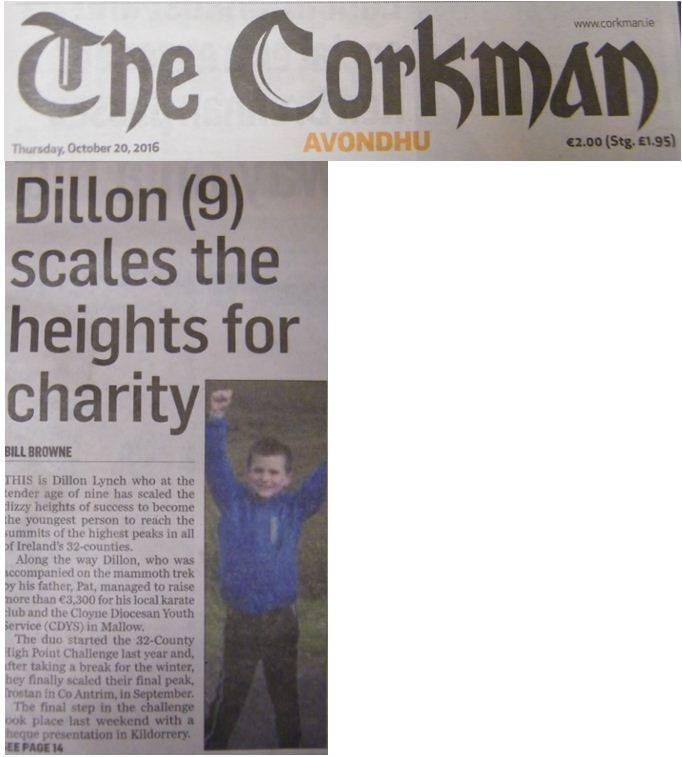 www.corkman.ie
The Corkman
Thursday, October 20, 2016
AVONDHU
€2.00 (Stg. £1.95)
Dillon (9)
scales the
heights for
charity
BILL BROWNE
THIS is Dillon Lynch who at the
tender age of nine has scaled the
dizzy heights of success to become
the youngest person to reach the
summits of the highest peaks in all
of Ireland's 32-counties.
Along the way Dillon, who was
accompanied on the mammoth trek
by his father, Pat, managed to raise
more than €3,300 for his local karate
club and the Cloyne Diocesan Youth
Service (CDYS) in Mallow.
The duo started the 32-County
High Point Challenge last year and,
after taking a break for the winter,
they finally scaled their final peak,
Trostan in Co Antrim, in September.
The final step in the challenge
took place last weekend with a
cheque presentation in Kildorrery.
SEE PAGE 14